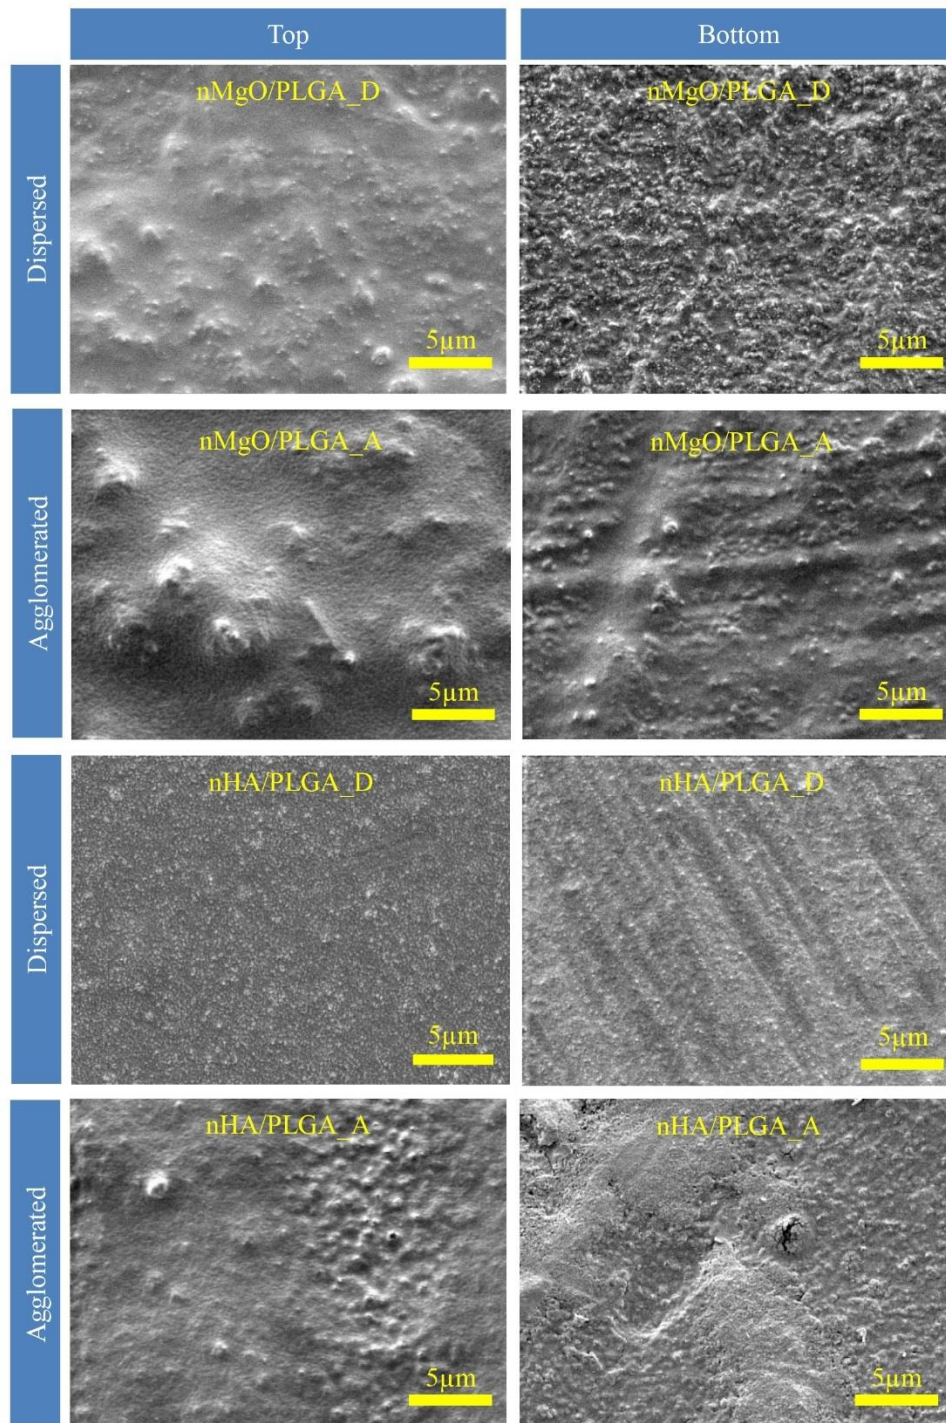 Top
Bottom
Dispersed
nMgO/PLGA_D
5µm
nMgO/PLGA_D
5µm
Agglomerated
nMgO/PLGA_A
5µm
nMgO/PLGA_A
5µm
Dispersed
nHA/PLGA_D
5µm
nHA/PLGA_D
5µm
Agglomerated
nHA/PLGA_A
5µm
nHA/PLGA_A
5µm